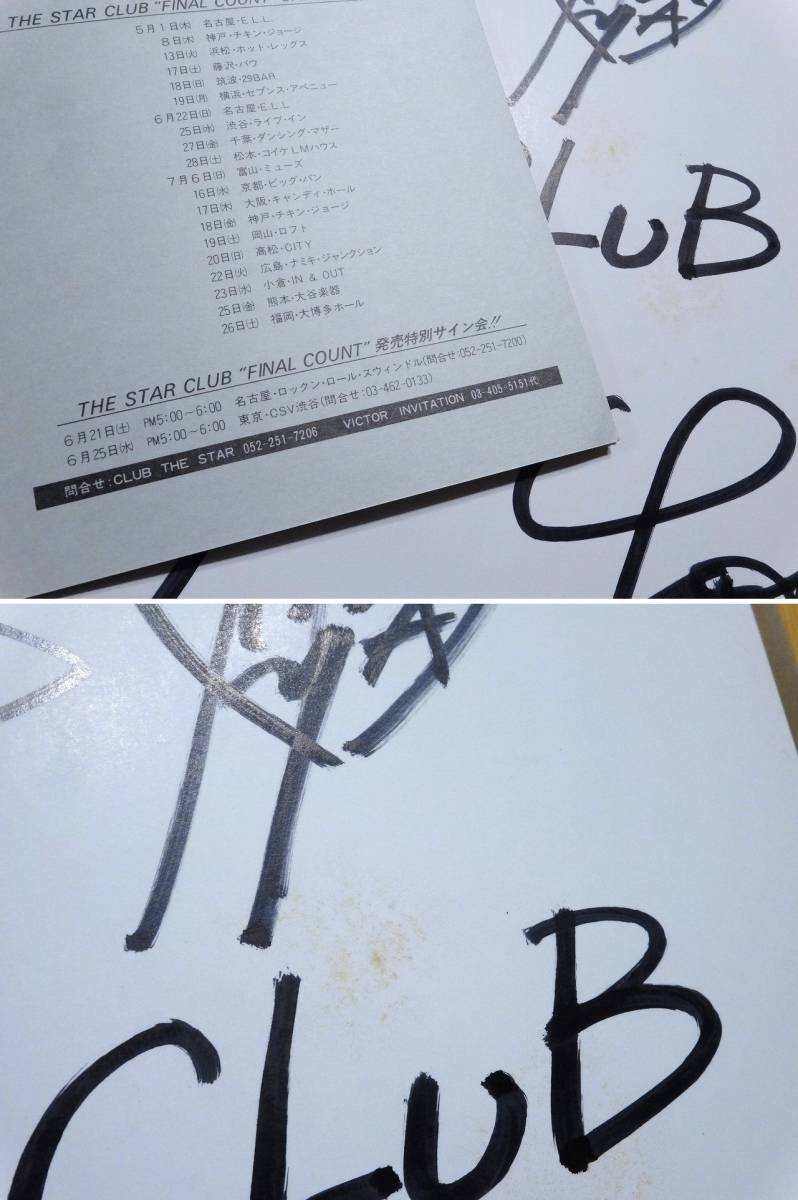 THE STAR CLUB "FINAL COUNT"
5月1日㈭ 名古屋・E.L.L.
8日㈭ 神戸・チキン・ジョージ
13日㈫ 浜松・ホット・レッグス
17日㈯ 藤沢・バウ
18日㈰ 筑波・29BAR
19日㈪ 横浜・セブンス・アベニュー
6月22日㈰ 名古屋・E.L.L
25日㈬ 渋谷・ライブ・イン
27日㈮ 千葉・ダンシング・マザー
28日㈯ 松本・コイケLMハウス
7月6日㈰ 富山・ミューズ
16日㈬ 京都・ビッグ・バン
17日㈭ 大阪・キャンディ・ホール
18日㈮ 神戸・チキン・ジョージ
19日㈯ 岡山・ロフト
20日㈰ 高松・CITY
22日㈫ 広島・ナミキ・ジャンクション
23日㈬ 小倉・IN & OUT
25日㈮ 熊本・大谷楽器
26日㈯ 福岡・大博多ホール
THE STAR CLUB "FINAL COUNT" 発売特別サイン会!!
6月21日㈯ PM5:00〜6:00 名古屋・ロックン・ロール・スウィンドル(問合せ:052-251-7200)
6月25日㈬ PM5:00〜6:00 東京・CSV渋谷(問合せ:03-462-0133)
問合せ:CLUB THE STAR 052-251-7206 VICTOR/INVITATION 03-405-5151㈹
CLuB
CLuB